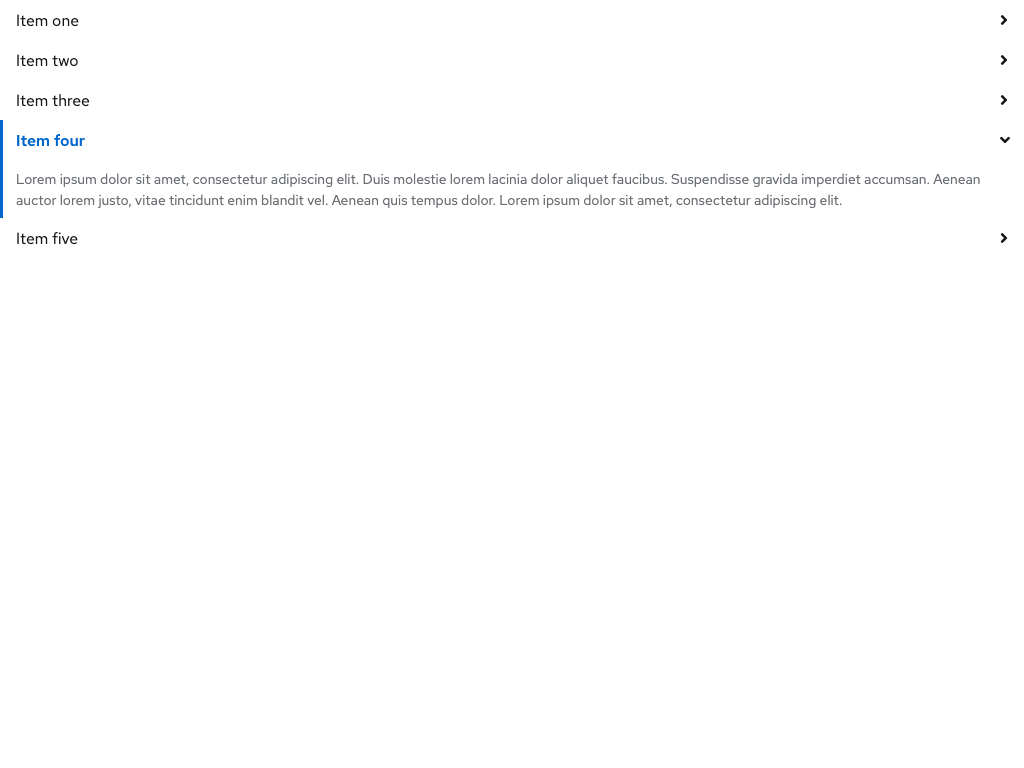 Item one
Item two
Item three
Item four
Lorem ipsum dolor sit amet, consectetur adipiscing elit. Duis molestie lorem lacinia dolor aliquet faucibus. Suspendisse gravida imperdiet accumsan. Aenean
auctor lorem justo, vitae tincidunt enim blandit vel. Aenean quis tempus dolor. Lorem ipsum dolor sit amet, consectetur adipiscing elit.
Item five